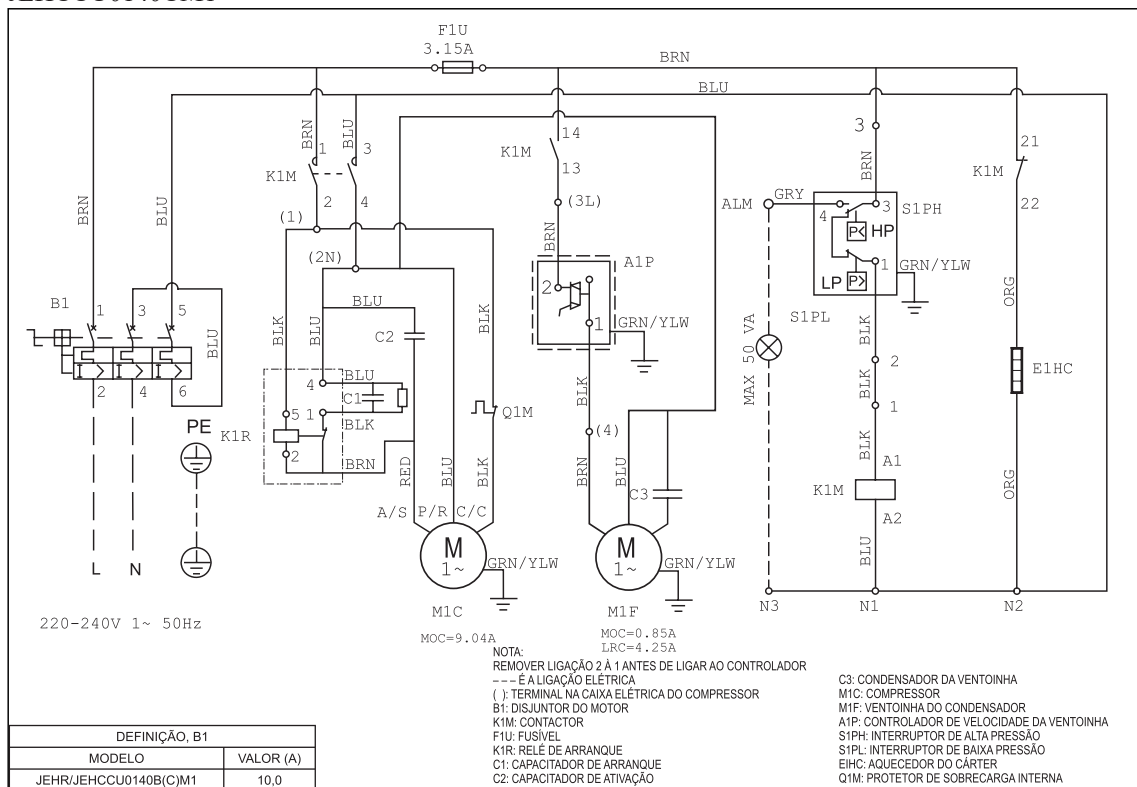 F1U
3.15A
BRN
BLU
BRN
BLU
BRN
BLU
1
3
K1M
2
4
(1)
(2N)
14
K1M
13
(3L)
BRN
A1P
2
1
GRN/YLW
3
BRN
ALM
GRY
4
3
S1PH
P<
HP
LP
P>
1
GRN/YLW
S1PL
21
K1M
22
ORG
E1HC
ORG
B1
1
3
5
BLU
2
4
6
PE
L
N
220-240V 1~ 50Hz
BLK
BLU
BLU
C2
BLK
BLU
4
C1
5
1
BLK
K1R
2
BRN
Q1M
RED
BLU
BLK
A/S
P/R
C/C
M
1~
GRN/YLW
M1C
MOC=9.04A
BLK
(4)
BRN
BLU
C3
M
1~
GRN/YLW
M1F
MOC=0.85A
LRC=4.25A
MAX 50 VA
BLK
2
BLK
1
BLK
A1
K1M
A2
BLU
N3
N1
N2
NOTA:
REMOVER LIGAÇÃO 2 À 1 ANTES DE LIGAR AO CONTROLADOR
--- É A LIGAÇÃO ELÉTRICA
( ): TERMINAL NA CAIXA ELÉTRICA DO COMPRESSOR
B1: DISJUNTOR DO MOTOR
K1M: CONTACTOR
F1U: FUSÍVEL
K1R: RELÉ DE ARRANQUE
C1: CAPACITADOR DE ARRANQUE
C2: CAPACITADOR DE ATIVAÇÃO
C3: CONDENSADOR DA VENTOINHA
M1C: COMPRESSOR
M1F: VENTOINHA DO CONDENSADOR
A1P: CONTROLADOR DE VELOCIDADE DA VENTOINHA
S1PH: INTERRUPTOR DE ALTA PRESSÃO
S1PL: INTERRUPTOR DE BAIXA PRESSÃO
EIHC: AQUECEDOR DO CÁRTER
Q1M: PROTETOR DE SOBRECARGA INTERNA
DEFINIÇÃO, B1
MODELO VALOR (A)
JEHR/JEHCCU0140B(C)M1 10,0